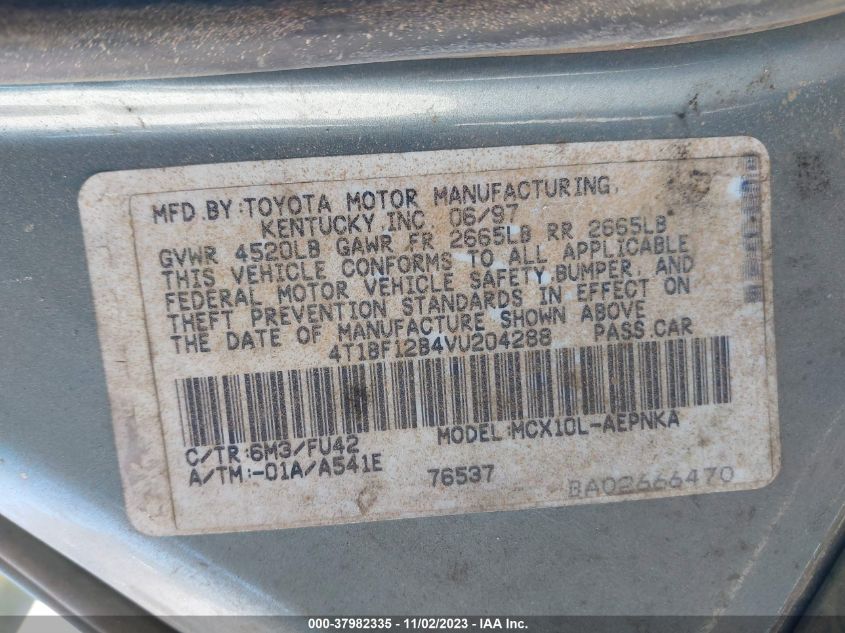 MFD.BY:TOYOTA MOTOR MANUFACTURING,
KENTUCKY,INC. 06/97
GVWR 4520LB GAWR FR 2665LB RR 2665LB
THIS VEHICLE CONFORMS TO ALL APPLICABLE
FEDERAL MOTOR VEHICLE SAFETY,BUMPER, AND
THEFT PREVENTION STANDARDS IN EFFECT ON
THE DATE OF MANUFACTURE SHOWN ABOVE
4T1BF12B4VU204288 PASS.CAR
C/TR:6M3/FU42 MODEL:MCX10L-AEPNKA
A/TM:-01A/A541E 76537 BA02666470
000-37982335 - 11/02/2023 - IAA Inc.